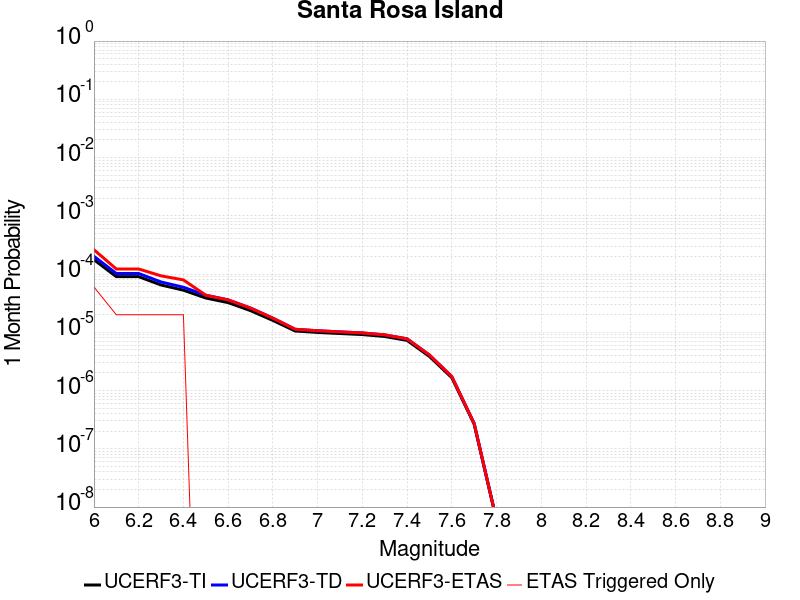 Santa Rosa Island
10^0
10^-1
10^-2
10^-3
10^-4
10^-5
10^-6
10^-7
10^-8
1 Month Probability
6 6.2 6.4 6.6 6.8 7 7.2 7.4 7.6 7.8 8 8.2 8.4 8.6 8.8 9
Magnitude
UCERF3-TI UCERF3-TD UCERF3-ETAS ETAS Triggered Only